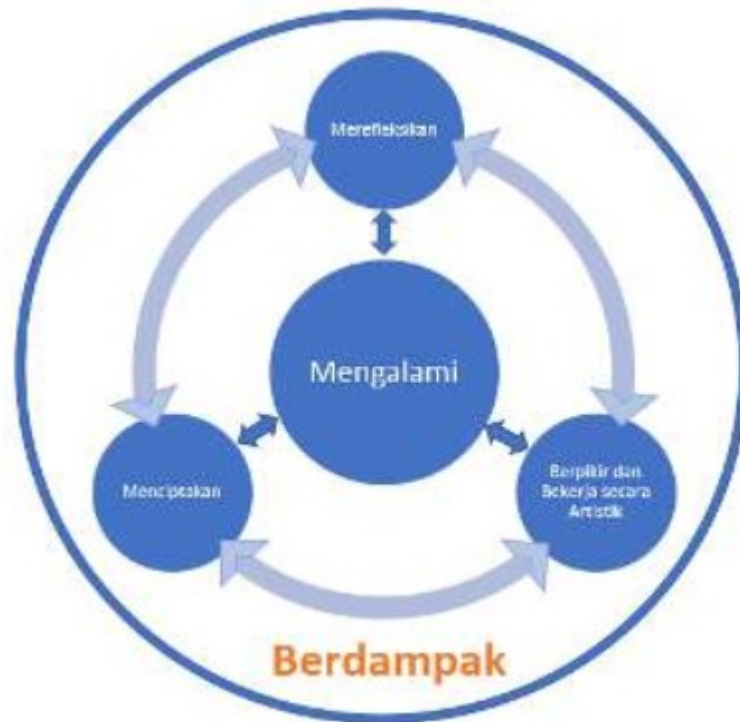 Merefleksikan
Mengalami
Menciptakan
Berpikir dan
Bekerja secara
Artistik
Berdampak